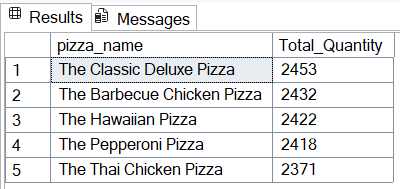 Results Messages
pizza_name Total_Quantity
1 The Classic Deluxe Pizza 2453
2 The Barbecue Chicken Pizza 2432
3 The Hawaiian Pizza 2422
4 The Pepperoni Pizza 2418
5 The Thai Chicken Pizza 2371